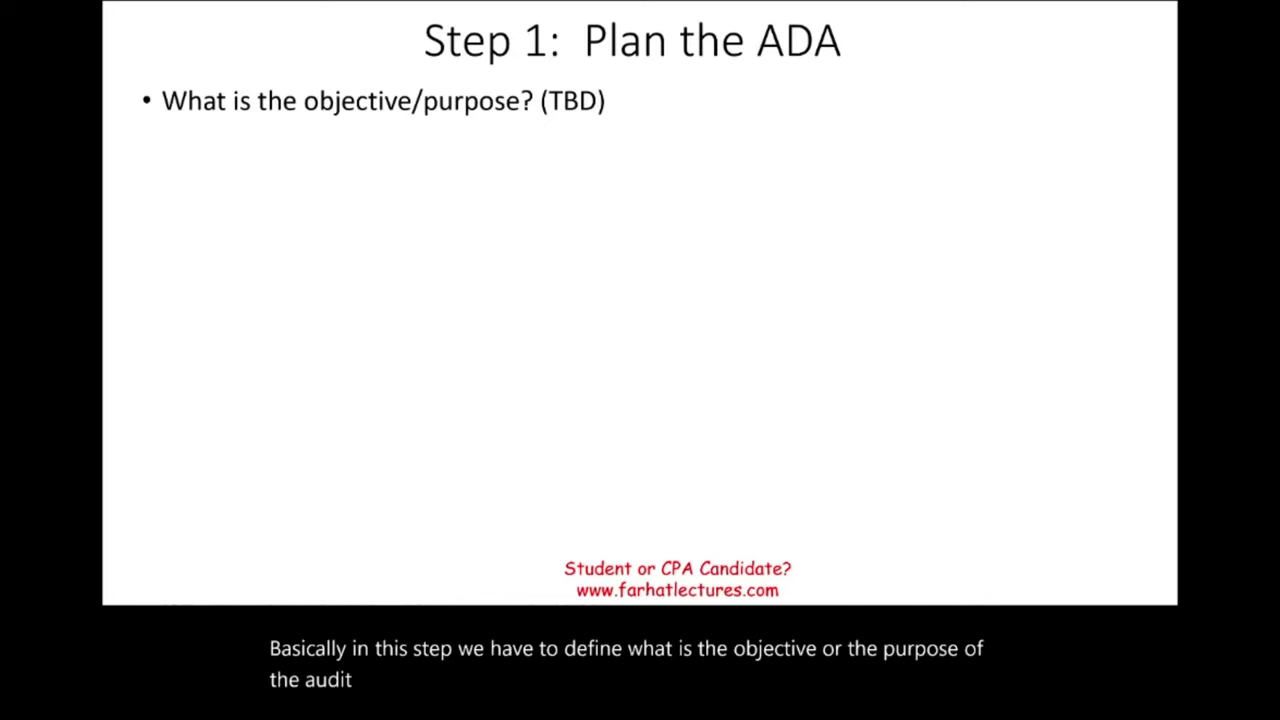 Step 1: Plan the ADA
• What is the objective/purpose? (TBD)
Student or CPA Candidate?
www.farhatlectures.com
Basically in this step we have to define what is the objective or the purpose of
the audit